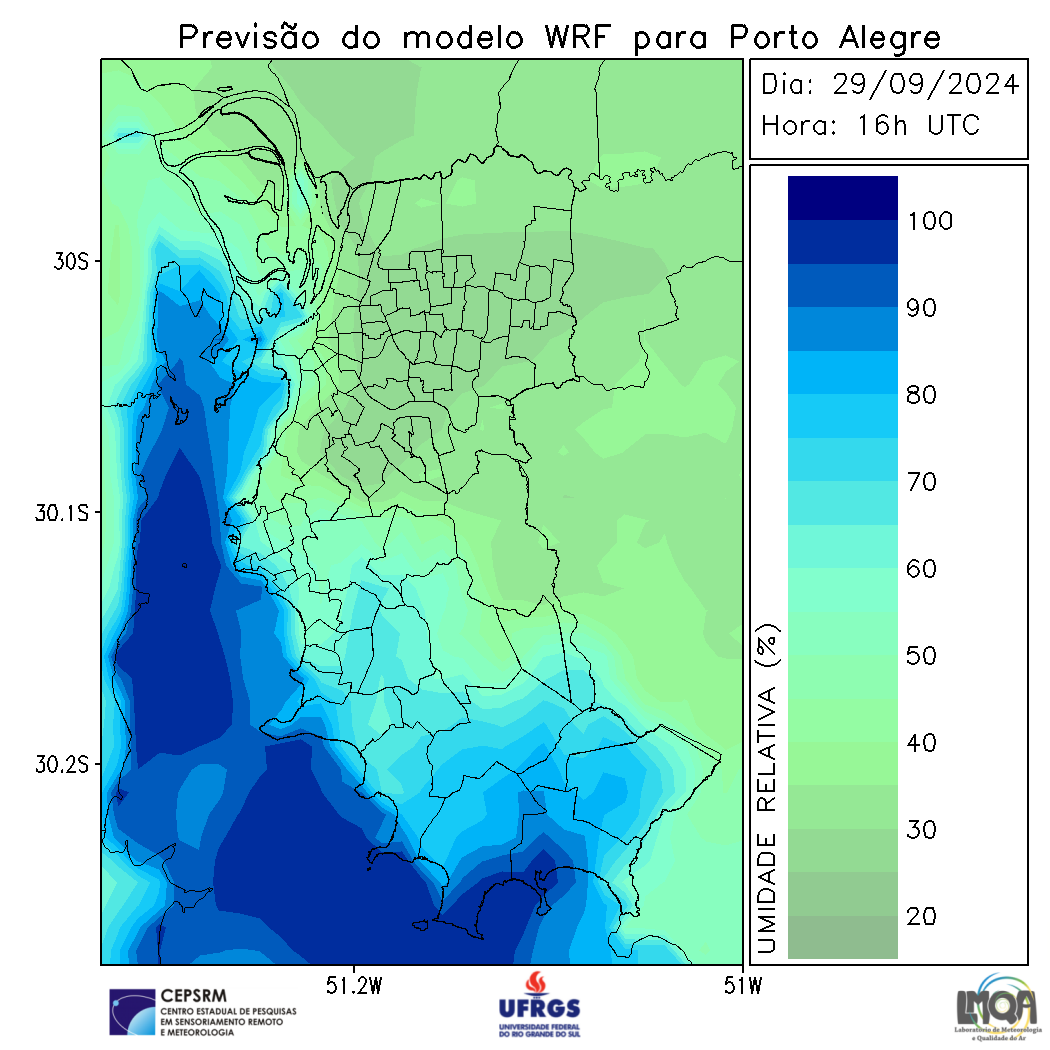 Previsão do modelo WRF para Porto Alegre
Dia: 29/09/2024
Hora: 16h UTC
100
90
80
70
60
50
40
30
20
UMIDADE RELATIVA (%)
30S
30.1S
30.2S
51.2W
51W
CEPSRM
CENTRO ESTADUAL DE PESQUISAS
EM SENSORIAMENTO REMOTO
E METEOROLOGIA
UFRGS
UNIVERSIDADE FEDERAL
DO RIO GRANDE DO SUL
LMQA
Laboratório de Meteorologia
e Qualidade do Ar